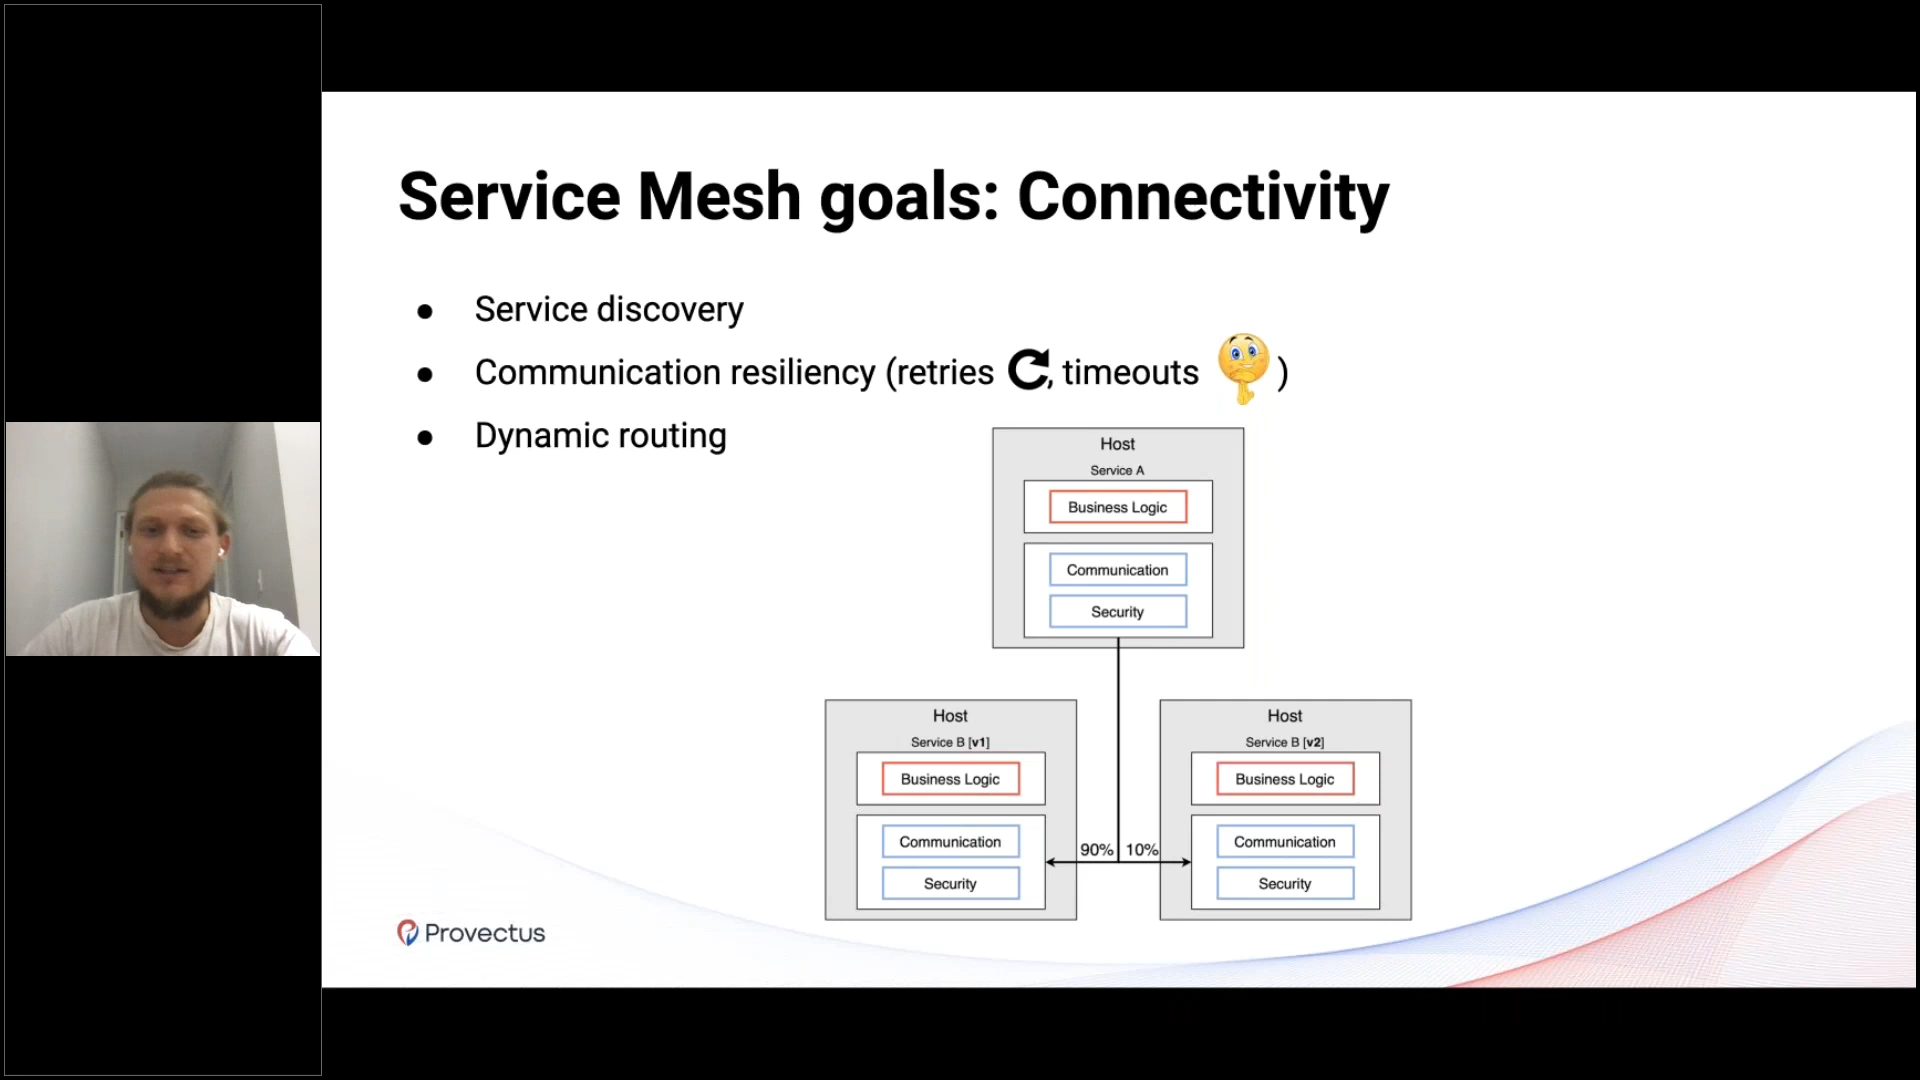 Service Mesh goals: Connectivity
● Service discovery
● Communication resiliency (retries , timeouts )
● Dynamic routing
Host
Service A
Business Logic
Communication
Security
Host
Service B [v1]
Business Logic
Communication
Security
90% 10%
Host
Service B [v2]
Business Logic
Communication
Security
Provectus